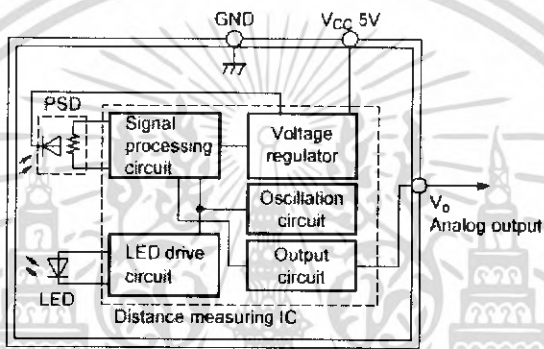 GND
VCC 5V
PSD
Signal
processing
circuit
Voltage
regulator
Oscillation
circuit
Vo
Analog output
LED drive
circuit
Output
circuit
LED
Distance measuring IC